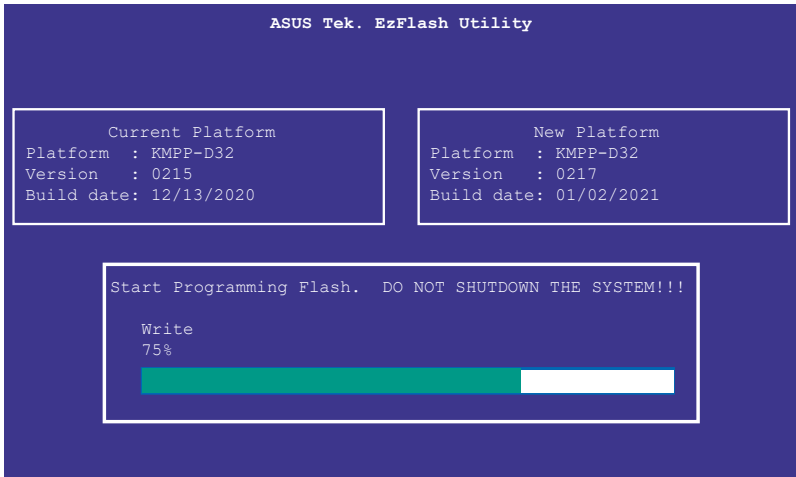 ASUS Tek. EzFlash Utility
Current Platform
Platform : KMPP-D32
Version : 0215
Build date: 12/13/2020
New Platform
Platform : KMPP-D32
Version : 0217
Build date: 01/02/2021
Start Programming Flash. DO NOT SHUTDOWN THE SYSTEM!!!
Write
75%